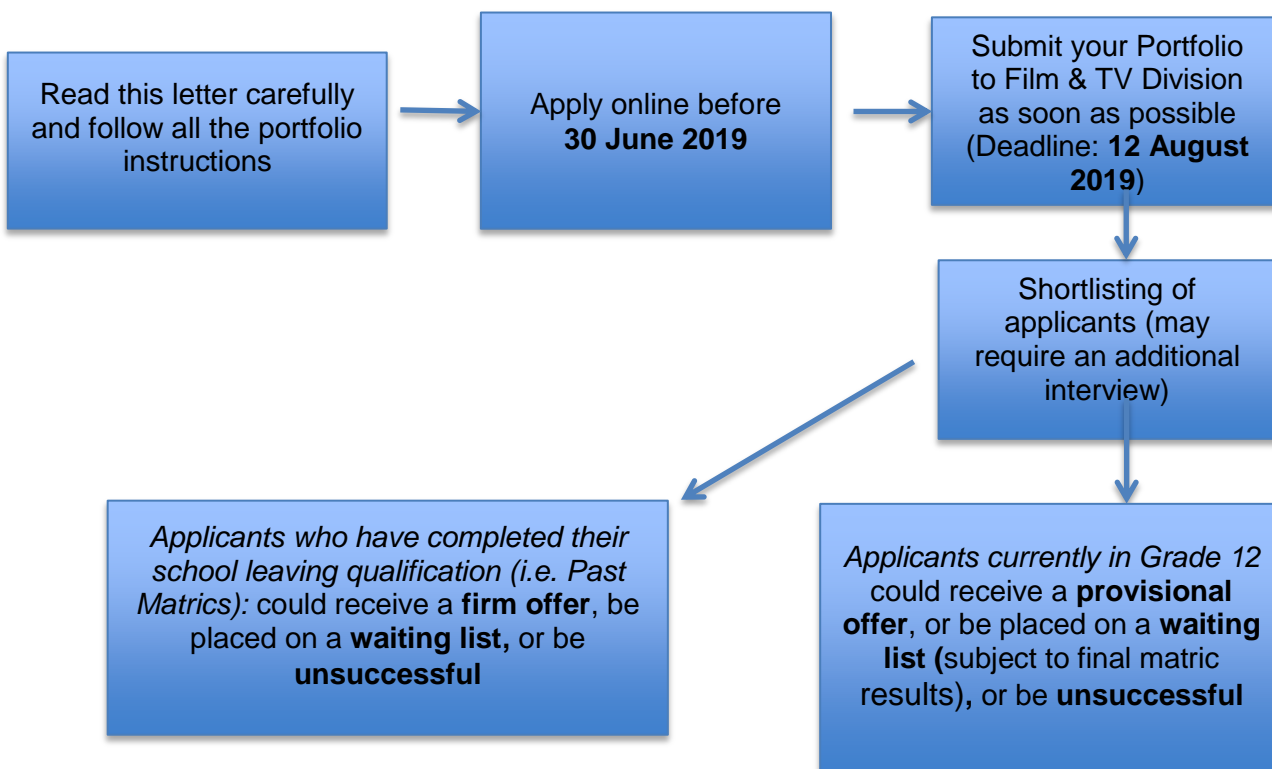 Read this letter carefully
and follow all the portfolio
instructions
Apply online before
30 June 2019
Submit your Portfolio
to Film & TV Division
as soon as possible
(Deadline: 12 August
2019)
Shortlisting of
applicants (may
require an additional
interview)
Applicants who have completed their
school leaving qualification (i.e. Past
Matrics): could receive a firm offer, be
placed on a waiting list, or be
unsuccessful
Applicants currently in Grade 12
could receive a provisional
offer, or be placed on a waiting
list (subject to final matric
results), or be unsuccessful